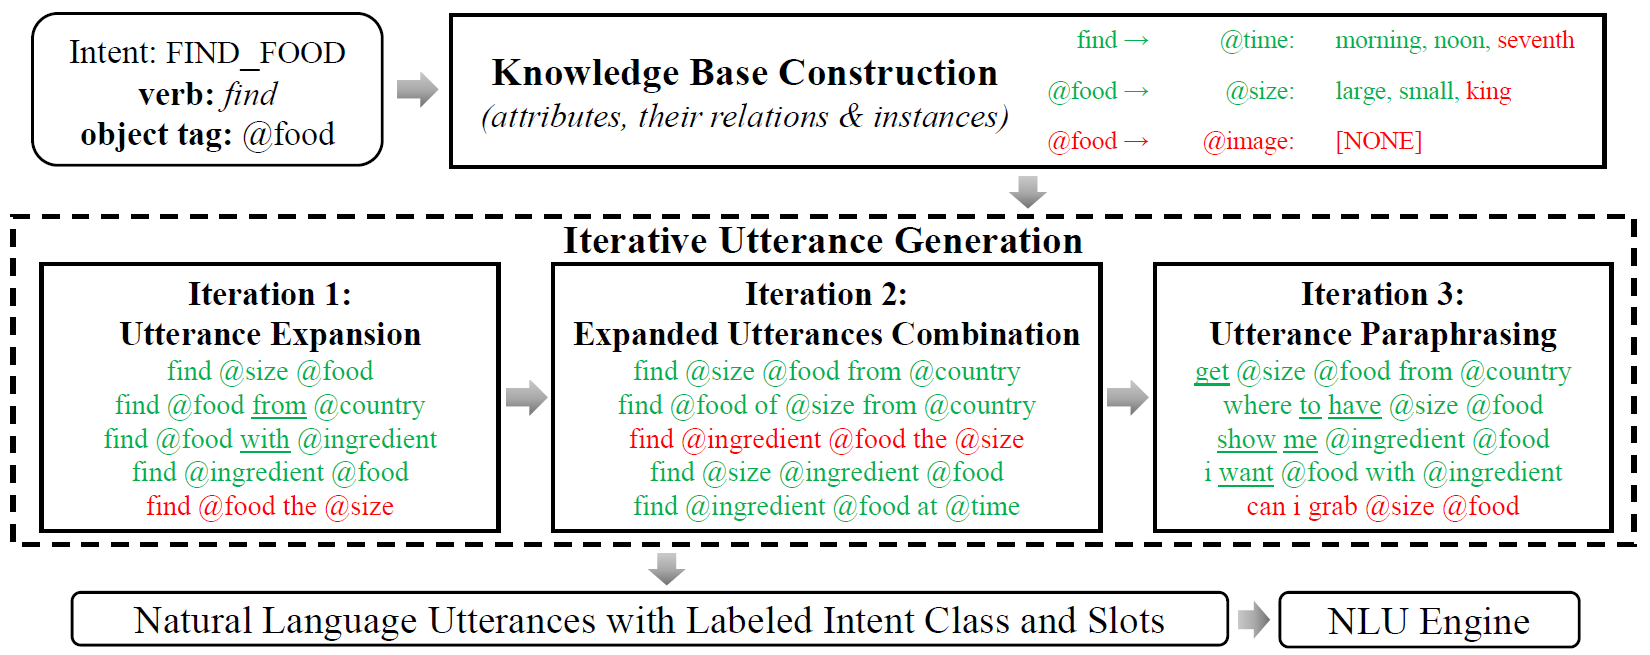 Intent: FIND_FOOD
verb: find
object tag: @food
Knowledge Base Construction
(attributes, their relations & instances)
find → @time: morning, noon, seventh
@food → @size: large, small, king
@food → @image: [NONE]
Iterative Utterance Generation
Iteration 1:
Utterance Expansion
find @size @food
find @food from @country
find @food with @ingredient
find @ingredient @food
find @food the @size
Iteration 2:
Expanded Utterances Combination
find @size @food from @country
find @food of @size from @country
find @ingredient @food the @size
find @size @ingredient @food
find @ingredient @food at @time
Iteration 3:
Utterance Paraphrasing
get @size @food from @country
where to have @size @food
show me @ingredient @food
i want @food with @ingredient
can i grab @size @food
Natural Language Utterances with Labeled Intent Class and Slots
NLU Engine